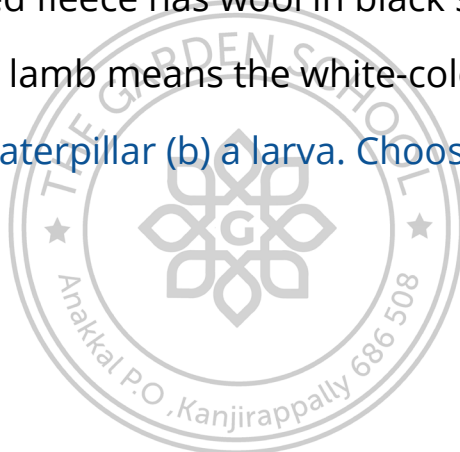 ed fleece has wool in black s
lamb means the white-col
aterpillar (b) a larva. Choos
THE GARDEN SCHOOL
G
Anakkal P.O ,Kanjirappally 686 508